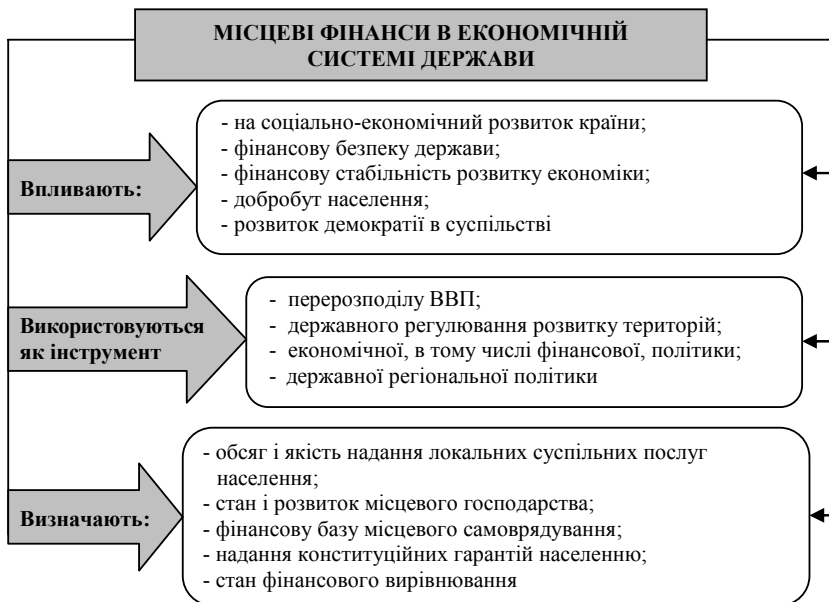 МІСЦЕВІ ФІНАНСИ В ЕКОНОМІЧНІЙ
СИСТЕМІ ДЕРЖАВИ
Впливають:
- на соціально-економічний розвиток країни;
- фінансову безпеку держави;
- фінансову стабільність розвитку економіки;
- добробут населення;
- розвиток демократії в суспільстві
Використовуються
як інструмент
- перерозподілу ВВП;
- державного регулювання розвитку територій;
- економічної, в тому числі фінансової, політики;
- державної регіональної політики
Визначають:
- обсяг і якість надання локальних суспільних послуг
населення;
- стан і розвиток місцевого господарства;
- фінансову базу місцевого самоврядування;
- надання конституційних гарантій населенню;
- стан фінансового вирівнювання